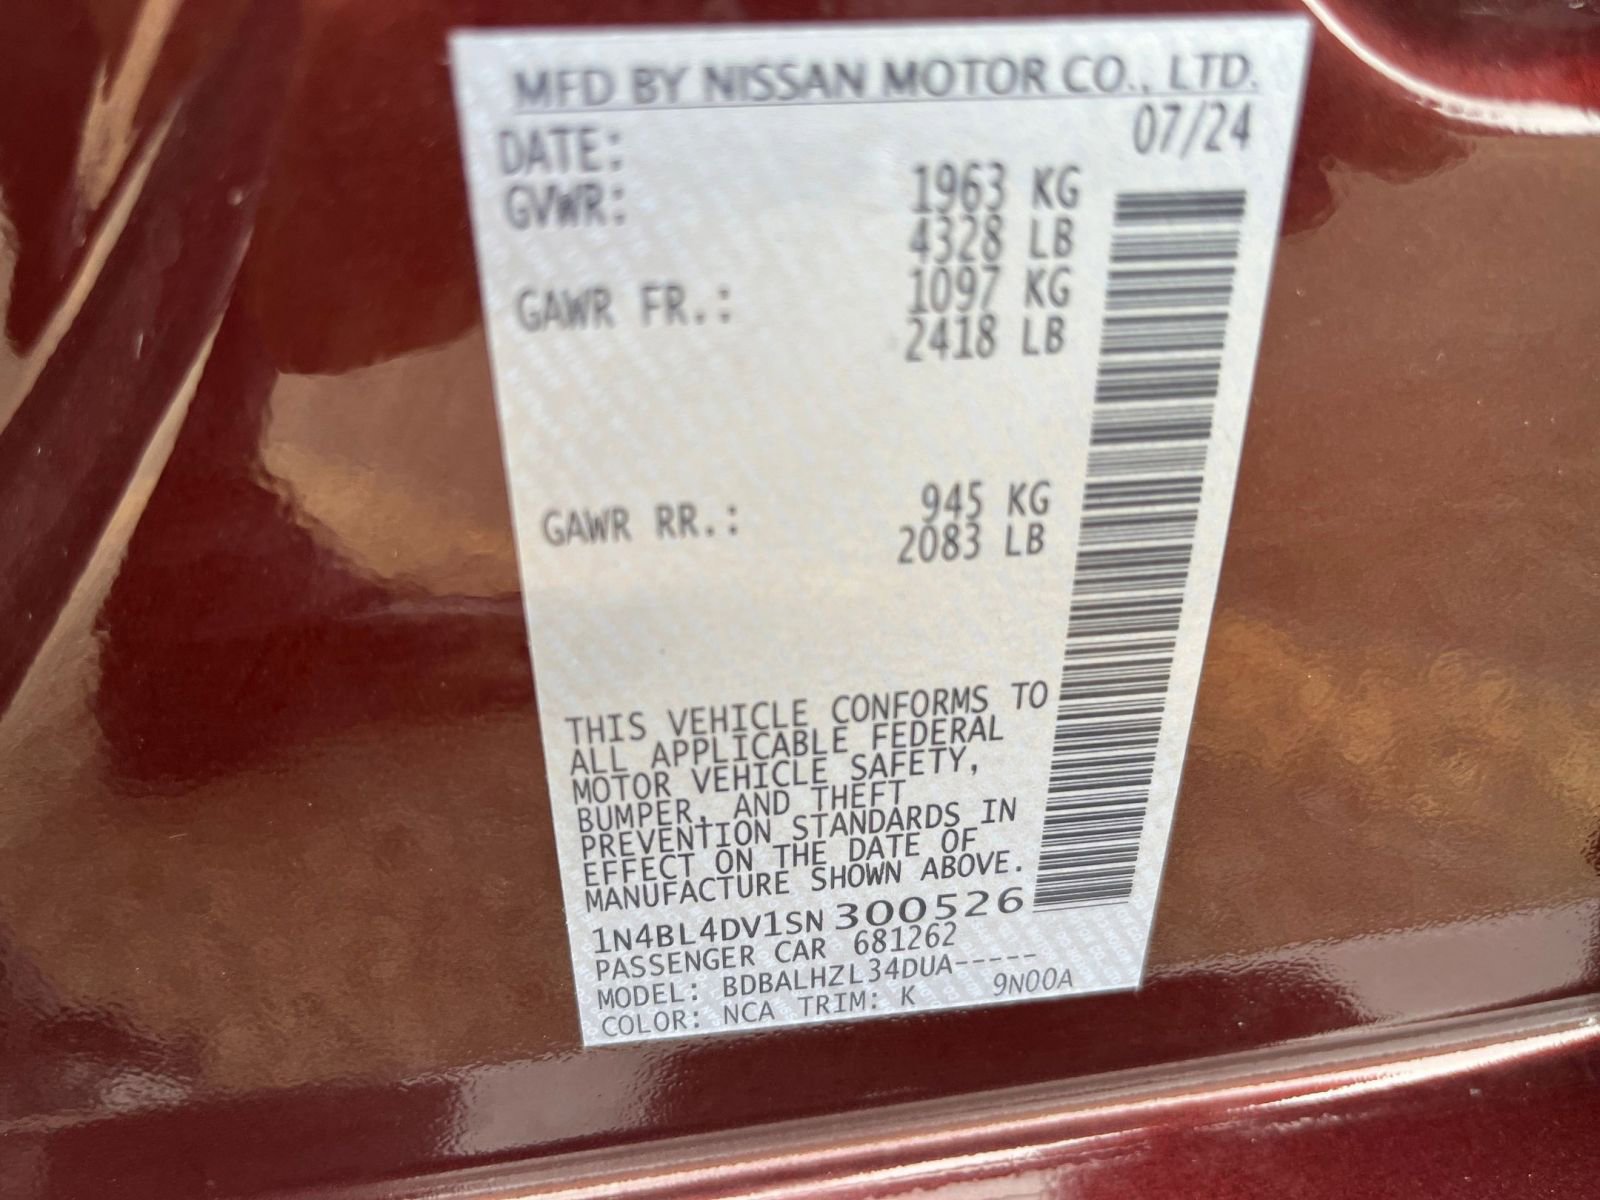 MFD BY NISSAN MOTOR CO., LTD.
DATE: 07/24
GVWR: 1963 KG
4328 LB
GAWR FR.: 1097 KG
2418 LB
GAWR RR.: 945 KG
2083 LB
THIS VEHICLE CONFORMS TO
ALL APPLICABLE FEDERAL
MOTOR VEHICLE SAFETY,
BUMPER, AND THEFT
PREVENTION STANDARDS IN
EFFECT ON THE DATE OF
MANUFACTURE SHOWN ABOVE.
1N4BL4DV1SN300526
PASSENGER CAR 681262
MODEL: BDBALHZL34DUA-----
COLOR: NCA TRIM: K 9N00A